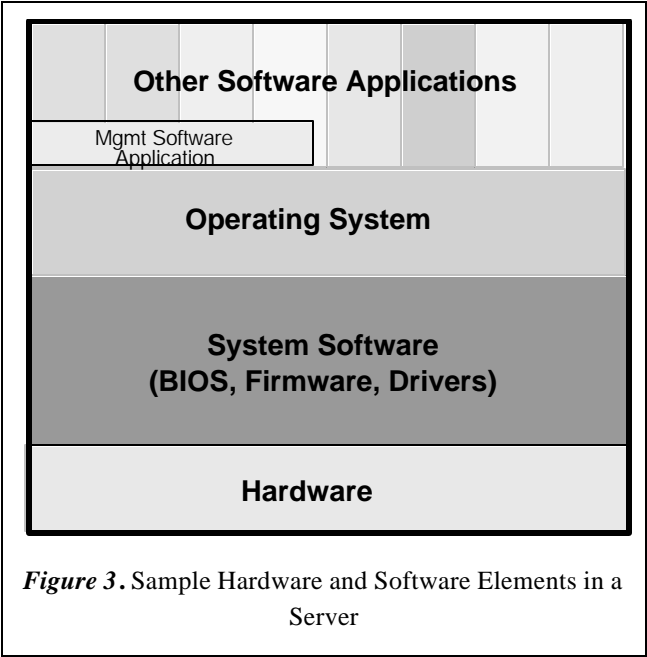 Other Software Applications
Mgmt Software
Application
Operating System
System Software
(BIOS, Firmware, Drivers)
Hardware
Figure 3. Sample Hardware and Software Elements in a
Server